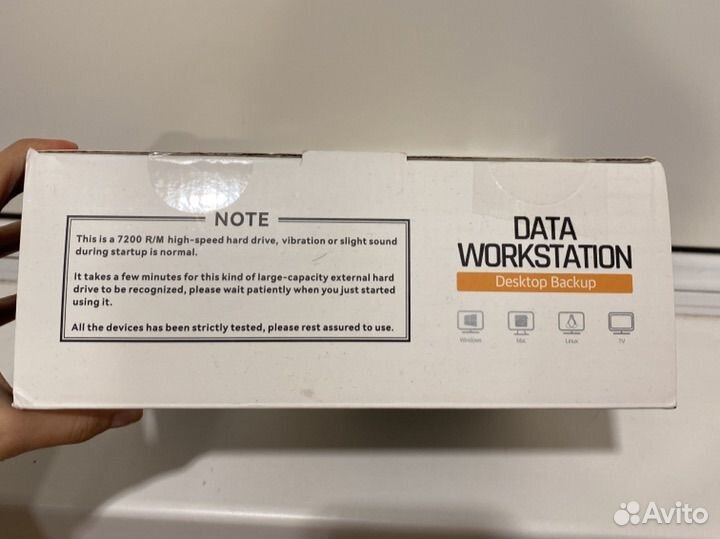 NOTE
This is a 7200 R/M high-speed hard drive, vibration or slight sound
during startup is normal.
It takes a few minutes for this kind of large-capacity external hard
drive to be recognized, please wait patiently when you just started
using it.
All the devices has been strictly tested, please rest assured to use.
DATA
WORKSTATION
Desktop Backup
Windows Mac Linux TV
Avito